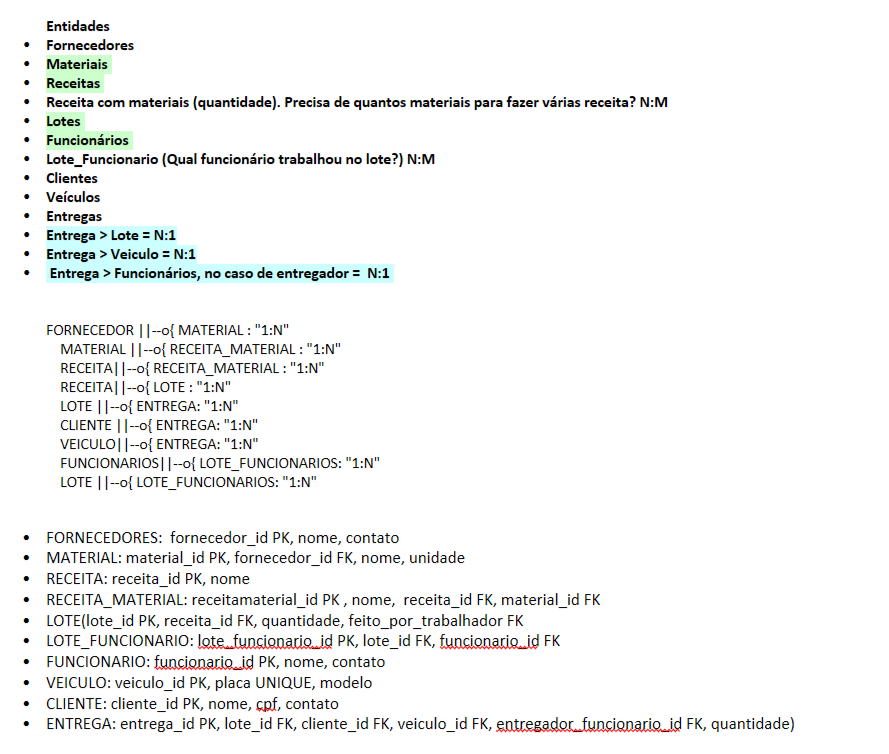 Entidades
• Fornecedores
• Materiais
• Receitas
• Receita com materiais (quantidade). Precisa de quantos materiais para fazer várias receita? N:M
• Lotes
• Funcionários
• Lote_Funcionario (Qual funcionário trabalhou no lote?) N:M
• Clientes
• Veículos
• Entregas
• Entrega > Lote = N:1
• Entrega > Veiculo = N:1
• Entrega > Funcionários, no caso de entregador = N:1
FORNECEDOR ||--o{ MATERIAL : "1:N"
MATERIAL ||--o{ RECEITA_MATERIAL : "1:N"
RECEITA||--o{ RECEITA_MATERIAL : "1:N"
RECEITA||--o{ LOTE : "1:N"
LOTE ||--o{ ENTREGA: "1:N"
CLIENTE ||--o{ ENTREGA: "1:N"
VEICULO||--o{ ENTREGA: "1:N"
FUNCIONARIOS||--o{ LOTE_FUNCIONARIOS: "1:N"
LOTE ||--o{ LOTE_FUNCIONARIOS: "1:N"
• FORNECEDORES: fornecedor_id PK, nome, contato
• MATERIAL: material_id PK, fornecedor_id FK, nome, unidade
• RECEITA: receita_id PK, nome
• RECEITA_MATERIAL: receitamaterial_id PK , nome, receita_id FK, material_id FK
• LOTE(lote_id PK, receita_id FK, quantidade, feito_por_trabalhador FK
• LOTE_FUNCIONARIO: lote_funcionario_id PK, lote_id FK, funcionario_id FK
• FUNCIONARIO: funcionario_id PK, nome, contato
• VEICULO: veiculo_id PK, placa UNIQUE, modelo
• CLIENTE: cliente_id PK, nome, cpf, contato
• ENTREGA: entrega_id PK, lote_id FK, cliente_id FK, veiculo_id FK, entregador_funcionario_id FK, quantidade)